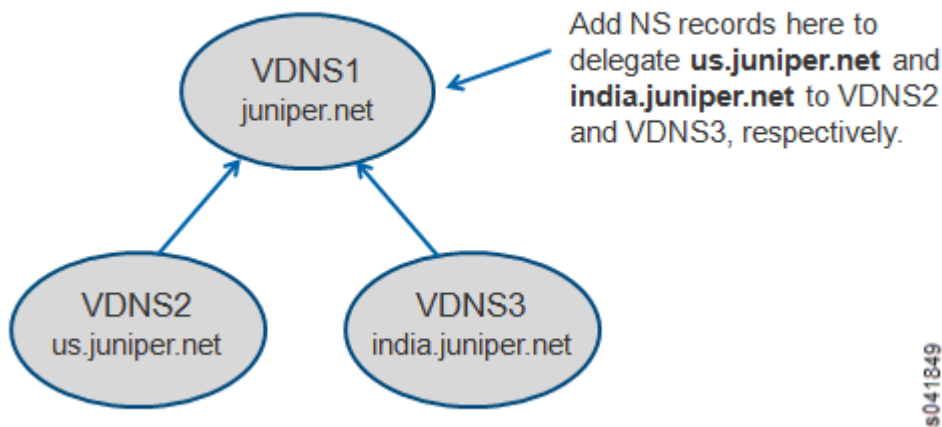 VDNS1
juniper.net
Add NS records here to
delegate us.juniper.net and
india.juniper.net to VDNS2
and VDNS3, respectively.
VDNS2
us.juniper.net
VDNS3
india.juniper.net
s041849